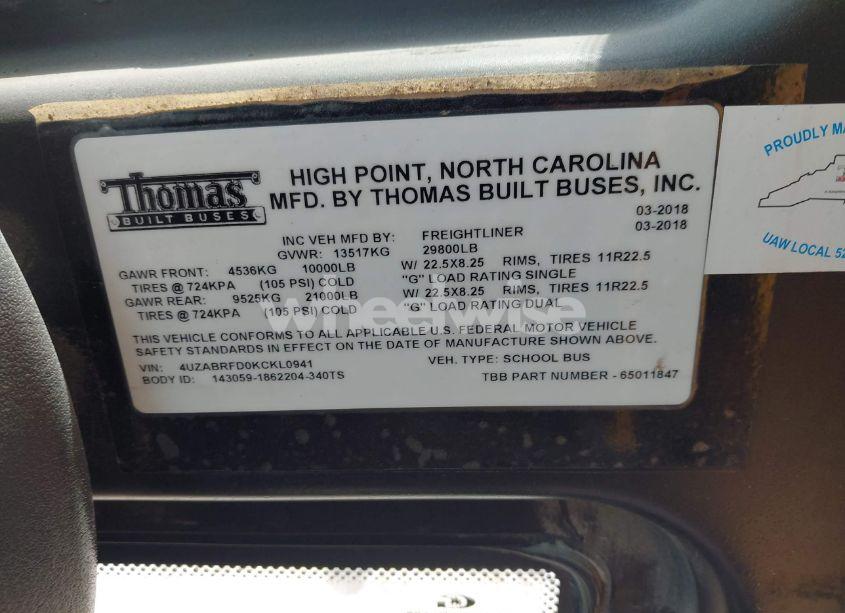 Thomas
BUILT BUSES
HIGH POINT, NORTH CAROLINA
MFD. BY THOMAS BUILT BUSES, INC.
03-2018
INC VEH MFD BY: FREIGHTLINER 03-2018
GVWR: 13517KG 29800LB
GAWR FRONT: 4536KG 10000LB W/ 22.5X8.25 RIMS, TIRES 11R22.5
TIRES @ 724KPA (105 PSI) COLD "G" LOAD RATING SINGLE
GAWR REAR: 9525KG 21000LB W/ 22.5X8.25 RIMS, TIRES 11R22.5
TIRES @ 724KPA (105 PSI) COLD "G" LOAD RATING DUAL
THIS VEHICLE CONFORMS TO ALL APPLICABLE U.S. FEDERAL MOTOR VEHICLE
SAFETY STANDARDS IN EFFECT ON THE DATE OF MANUFACTURE SHOWN ABOVE.
VIN: 4UZABRFD0KCKL0941 VEH. TYPE: SCHOOL BUS
BODY ID: 143059-1862204-340TS TBB PART NUMBER - 65011847
PROUDLY MA
UAW LOCAL 52
wheelwise